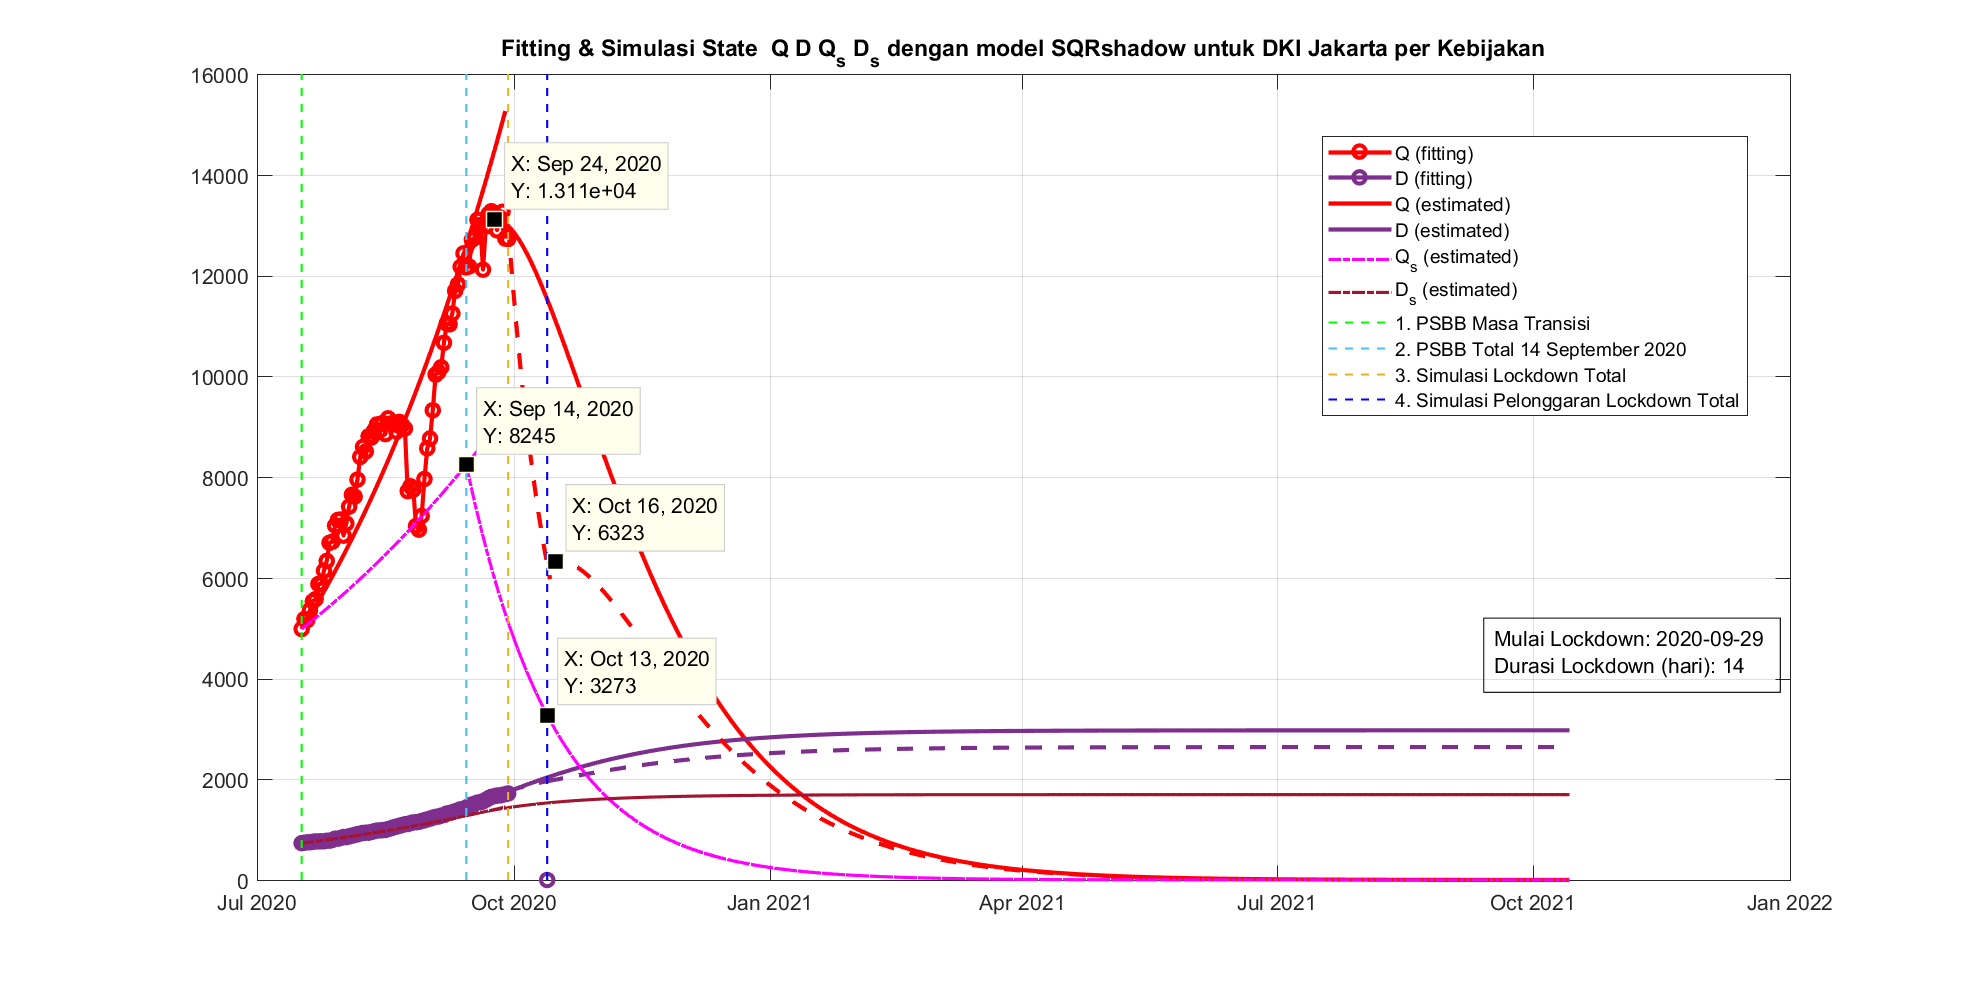 Fitting & Simulasi State Q D Qs Ds dengan model SQRshadow untuk DKI Jakarta per Kebijakan
16000
14000
12000
10000
8000
6000
4000
2000
0
X: Sep 24, 2020
Y: 1.311e+04
X: Sep 14, 2020
Y: 8245
X: Oct 16, 2020
Y: 6323
X: Oct 13, 2020
Y: 3273
Q (fitting)
D (fitting)
Q (estimated)
D (estimated)
Qs (estimated)
Ds (estimated)
1. PSBB Masa Transisi
2. PSBB Total 14 September 2020
3. Simulasi Lockdown Total
4. Simulasi Pelonggaran Lockdown Total
Mulai Lockdown: 2020-09-29
Durasi Lockdown (hari): 14
Jul 2020
Oct 2020
Jan 2021
Apr 2021
Jul 2021
Oct 2021
Jan 2022